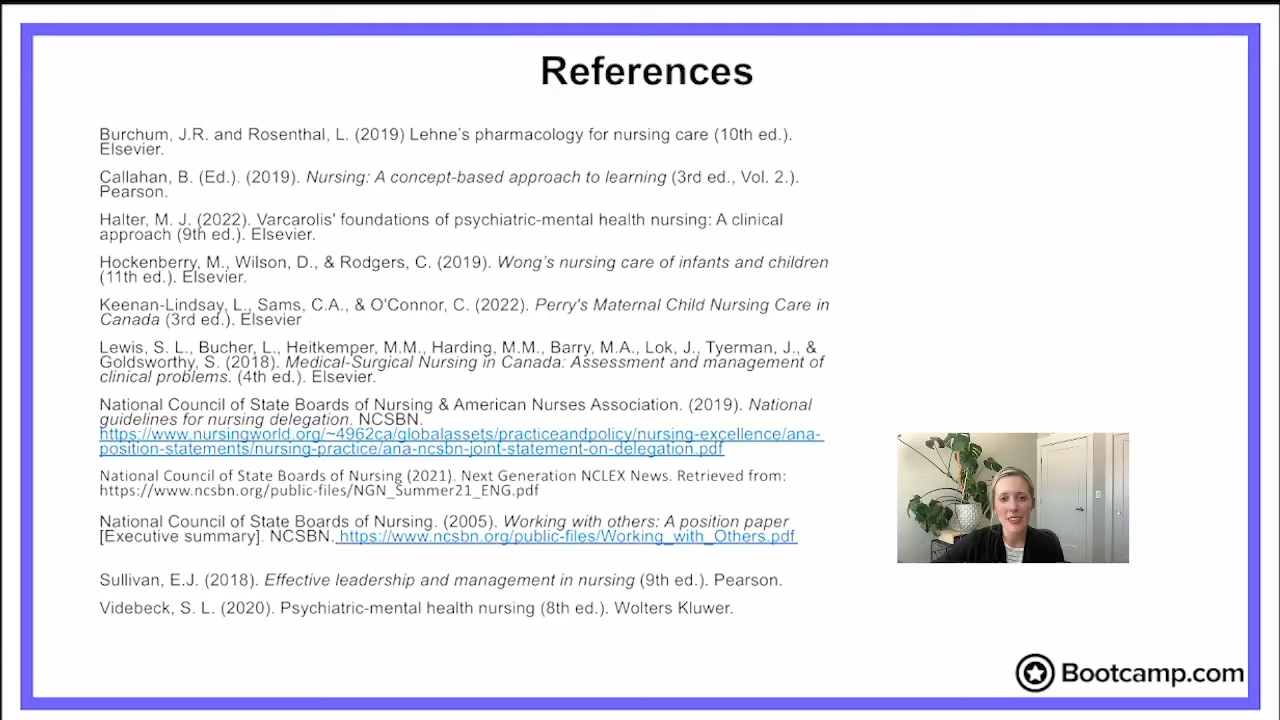 References
Burchum, J.R. and Rosenthal, L. (2019) Lehne's pharmacology for nursing care (10th ed.).
Elsevier.
Callahan, B. (Ed.). (2019). Nursing: A concept-based approach to learning (3rd ed., Vol. 2.).
Pearson.
Halter, M. J. (2022). Varcarolis' foundations of psychiatric-mental health nursing: A clinical
approach (9th ed.). Elsevier.
Hockenberry, M., Wilson, D., & Rodgers, C. (2019). Wong's nursing care of infants and children
(11th ed.). Elsevier.
Keenan-Lindsay, L., Sams, C.A., & O'Connor, C. (2022). Perry's Maternal Child Nursing Care in
Canada (3rd ed.). Elsevier
Lewis, S. L., Bucher, L., Heitkemper, M.M., Harding, M.M., Barry, M.A., Lok, J., Tyerman, J., &
Goldsworthy, S. (2018). Medical-Surgical Nursing in Canada: Assessment and management of
clinical problems. (4th ed.). Elsevier.
National Council of State Boards of Nursing & American Nurses Association. (2019). National
guidelines for nursing delegation. NCSBN.
https://www.nursingworld.org/~4962ca/globalassets/practiceandpolicy/nursing-excellence/ana-
position-statements/nursing-practice/ana-ncsbn-joint-statement-on-delegation.pdf
National Council of State Boards of Nursing (2021). Next Generation NCLEX News. Retrieved from:
https://www.ncsbn.org/public-files/NGN_Summer21_ENG.pdf
National Council of State Boards of Nursing. (2005). Working with others: A position paper
[Executive summary]. NCSBN. https://www.ncsbn.org/public-files/Working_with_Others.pdf
Sullivan, E.J. (2018). Effective leadership and management in nursing (9th ed.). Pearson.
Videbeck, S. L. (2020). Psychiatric-mental health nursing (8th ed.). Wolters Kluwer.
Bootcamp.com